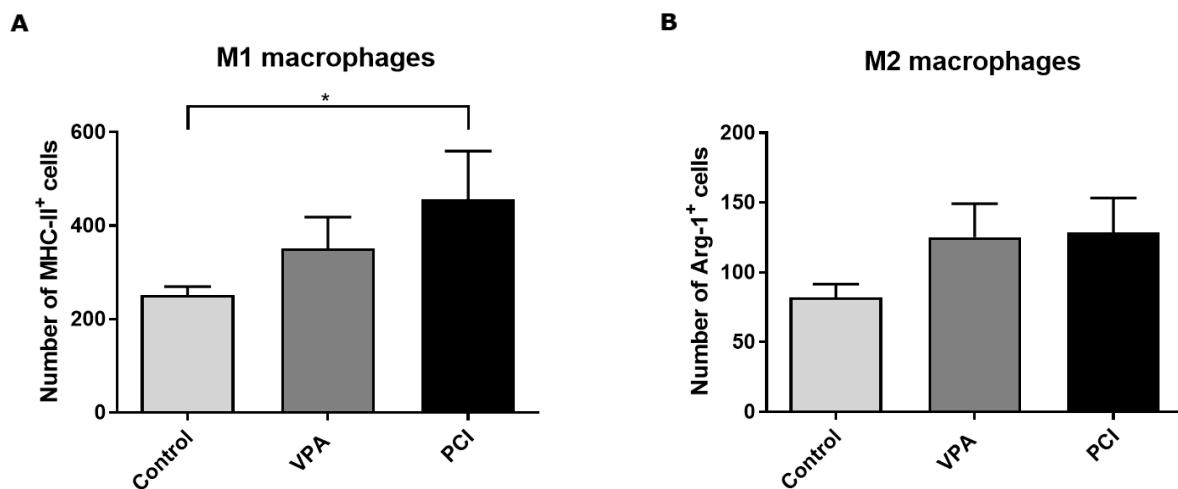 A
M1 macrophages
*
Number of MHC-II⁺ cells
600
400
200
0
Control
VPA
PCI
B
M2 macrophages
Number of Arg-1⁺ cells
200
150
100
50
0
Control
VPA
PCI